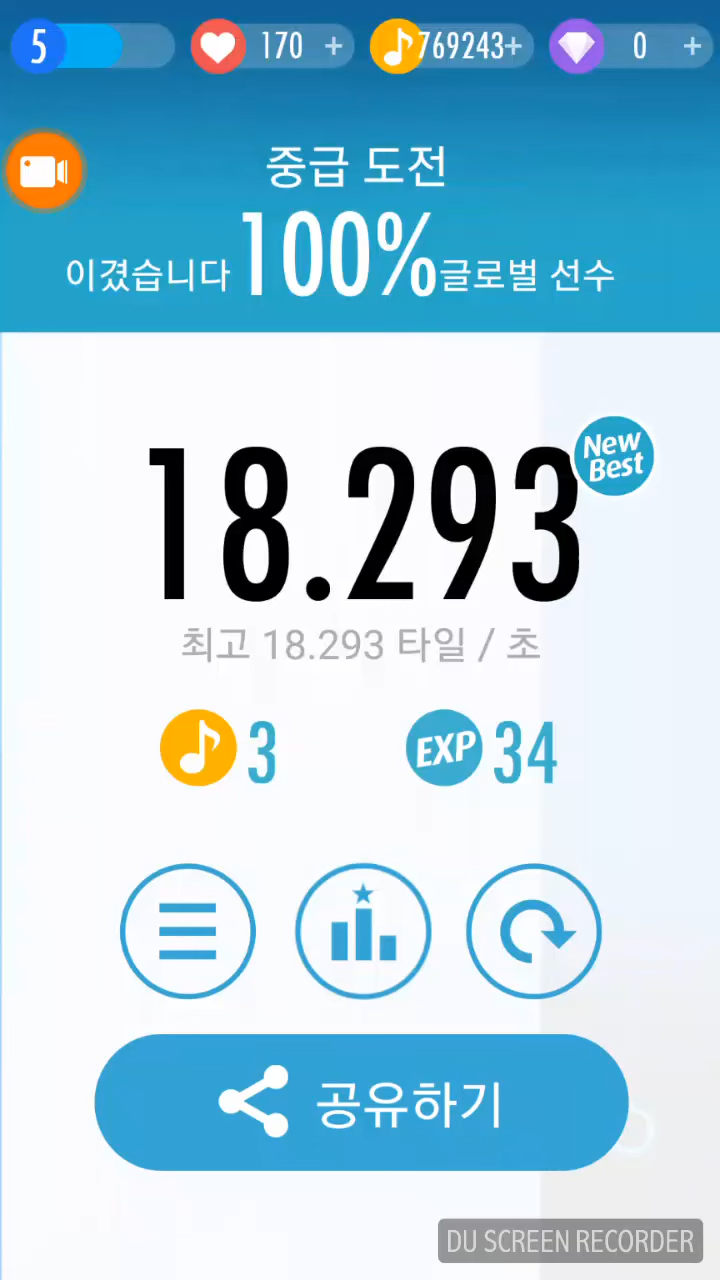 5 170 + 769243+ 0 +
중급 도전
이겼습니다 100% 글로벌 선수
New Best
18.293
최고 18.293 타일 / 초
3 EXP 34
공유하기
DU SCREEN RECORDER